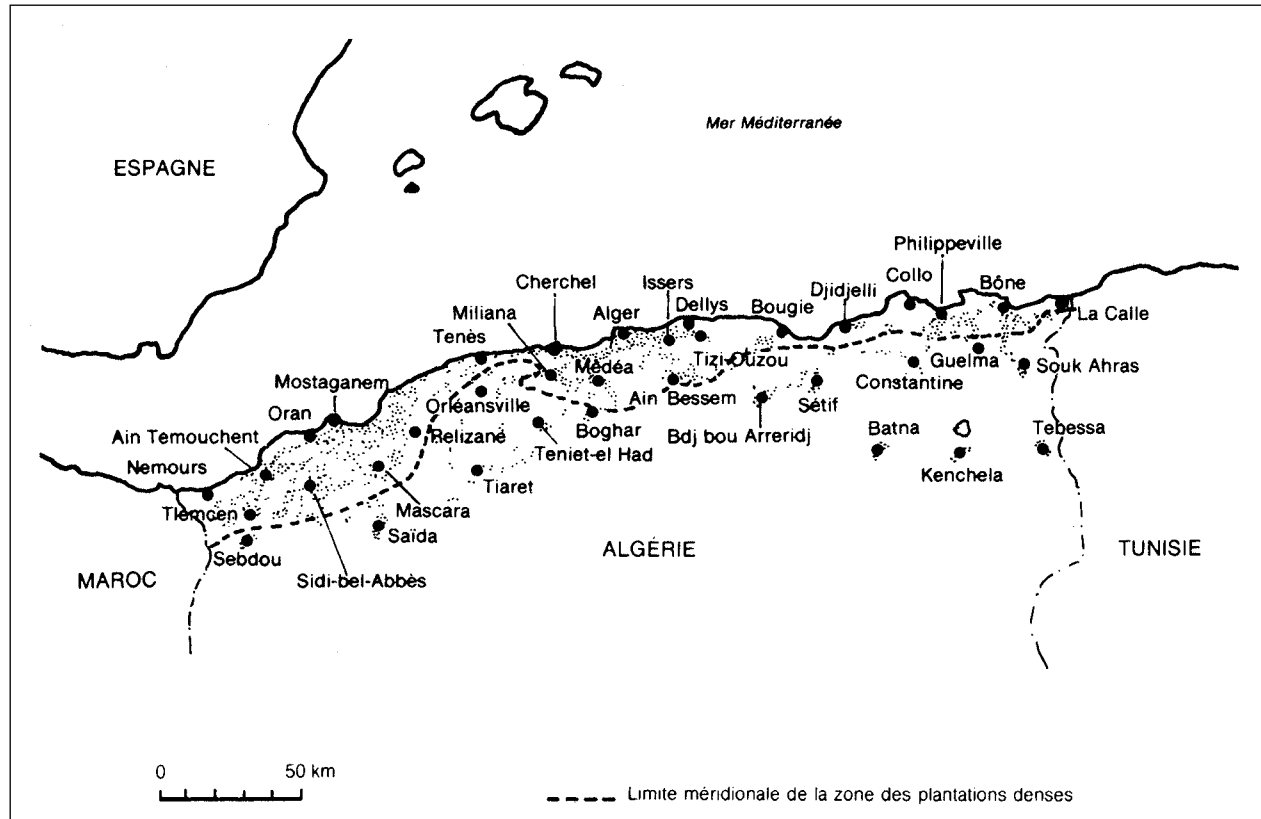 Mer Méditerranée
ESPAGNE
Philippeville
Collo
Bône
Cherchel
Issers
Djidjelli
Dellys
Bougie
Miliana
Alger
La Calle
Tenès
Tizi-Ouzou
Guelma
Souk Ahras
Médéa
Constantine
Mostaganem
Orléansville
Ain Bessem
Sétif
Oran
Boghar
Relizane
Bdj bou Arreridj
Batna
Tebessa
Ain Temouchent
Teniet-el Had
Nemours
Kenchela
Tiaret
Mascara
Tlemcen
Saïda
ALGÉRIE
TUNISIE
Sebdou
MAROC
Sidi-bel-Abbès
0 50 km
Limite méridionale de la zone des plantations denses